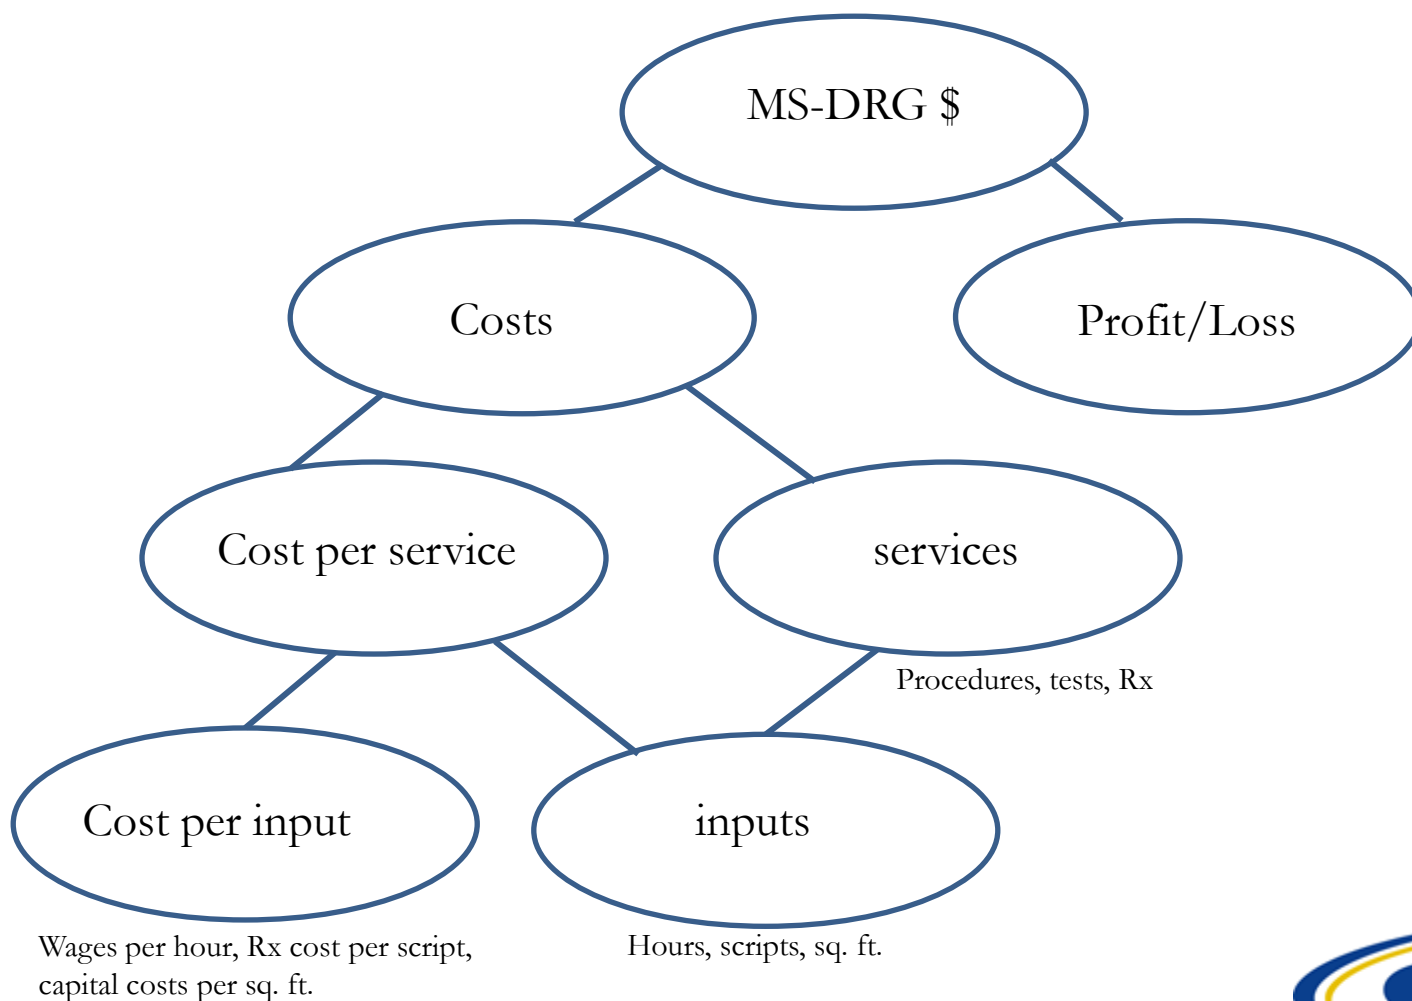 MS-DRG $
Costs
Profit/Loss
Cost per service
services
Procedures, tests, Rx
Cost per input
inputs
Wages per hour, Rx cost per script,
capital costs per sq. ft.
Hours, scripts, sq. ft.